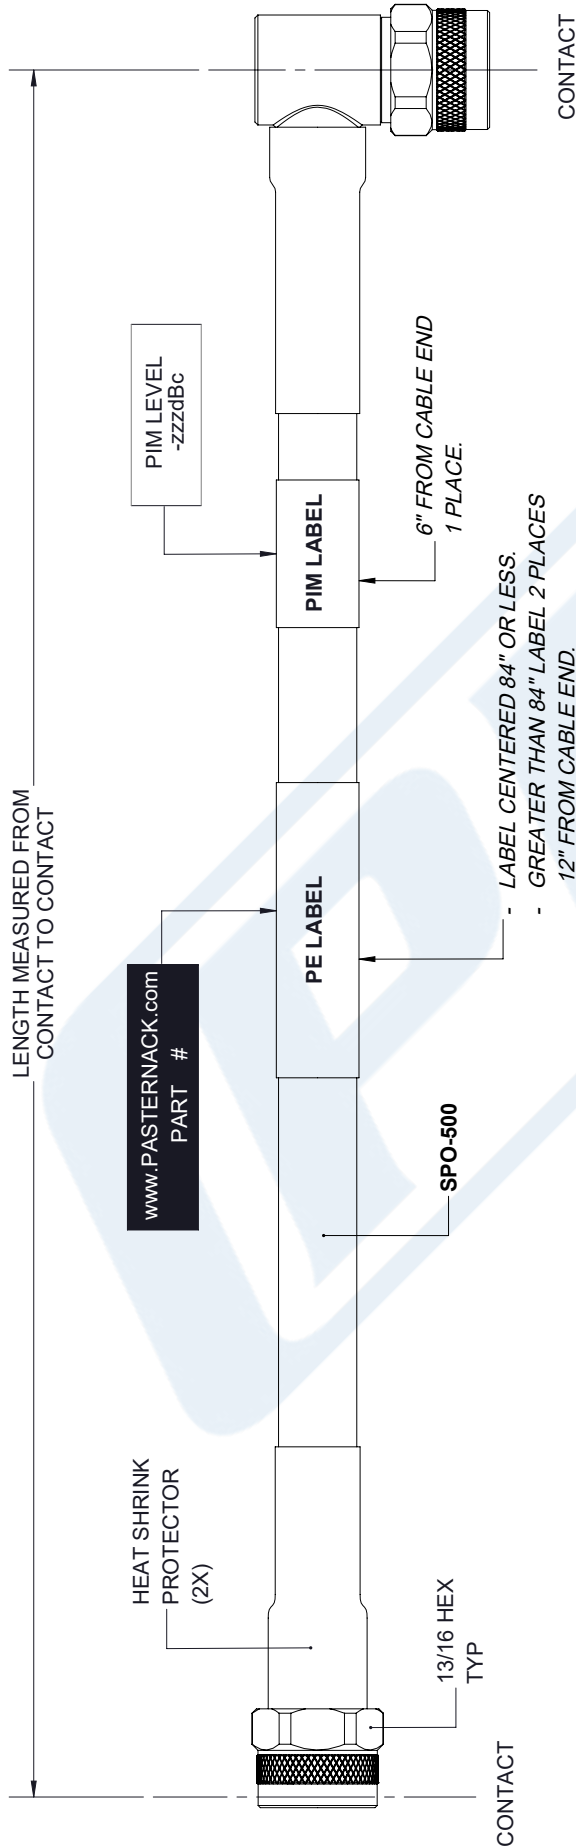 LENGTH MEASURED FROM
CONTACT TO CONTACT
HEAT SHRINK
PROTECTOR
(2X)
www.PASTERNACK.com
PART #
PIM LEVEL
-zzzdBc
PE LABEL
PIM LABEL
13/16 HEX
TYP
SPO-500
6" FROM CABLE END
1 PLACE.
- LABEL CENTERED 84" OR LESS.
- GREATER THAN 84" LABEL 2 PLACES
12" FROM CABLE END.
CONTACT
CONTACT